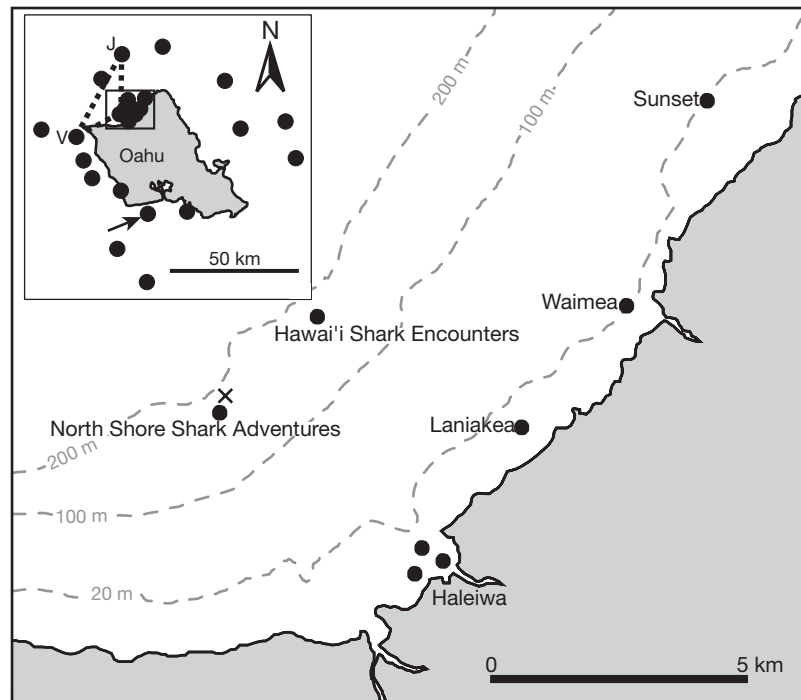 J
N
V
Oahu
50 km
200 m
100 m
Sunset
Waimea
Hawai'i Shark Encounters
North Shore Shark Adventures
Laniakea
200 m
100 m
20 m
Haleiwa
0
5 km